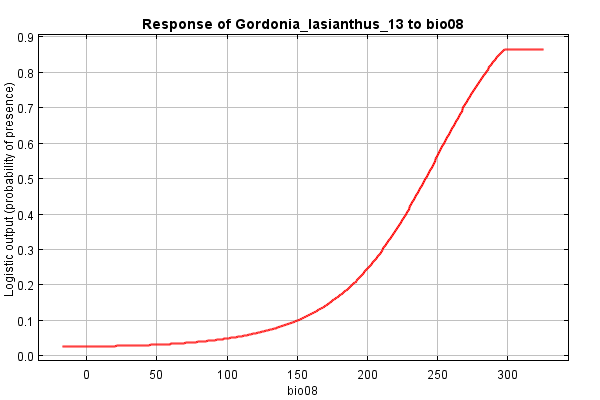 Response of Gordonia_lasianthus_13 to bio08
Logistic output (probability of presence)
0.9
0.8
0.7
0.6
0.5
0.4
0.3
0.2
0.1
0.0
0 50 100 150 200 250 300
bio08